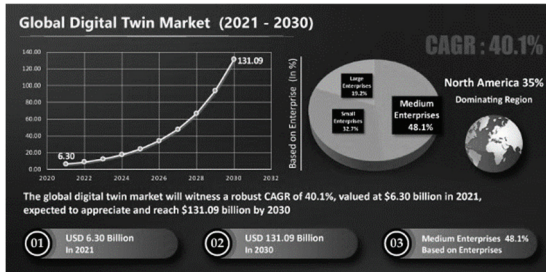 Global Digital Twin Market (2021 - 2030)
CAGR : 40.1%
140.00
120.00
100.00
80.00
60.00
40.00
20.00
0.00
6.30
131.09
2020
2022
2024
2026
2028
2030
2032
Based on Enterprise (In %)
Large
Enterprises
19.2%
Small
Enterprises
32.7%
Medium
Enterprises
48.1%
North America 35%
Dominating Region
The global digital twin market will witness a robust CAGR of 40.1%, valued at $6.30 billion in 2021,
expected to appreciate and reach $131.09 billion by 2030
01
USD 6.30 Billion
In 2021
02
USD 131.09 Billion
In 2030
03
Medium Enterprises 48.1%
Based on Enterprises